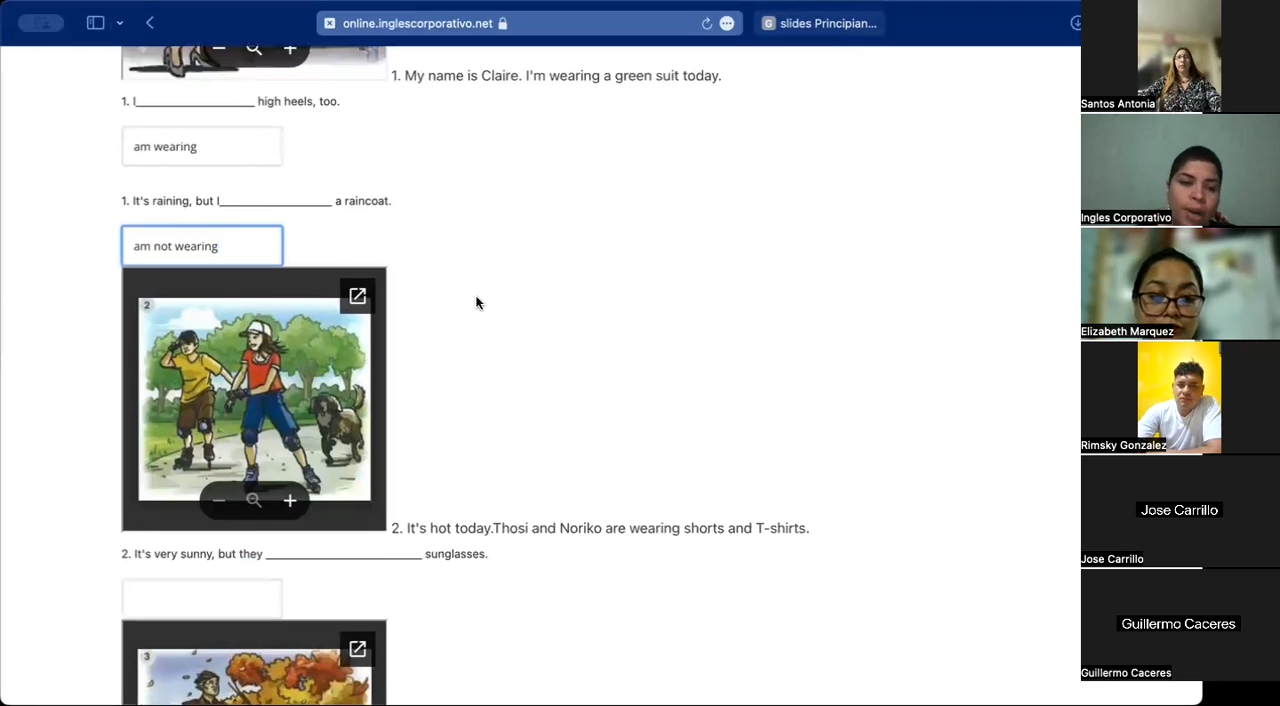 online.inglescorporativo.net
slides Principian...
1. My name is Claire. I'm wearing a green suit today.
1. I__________________ high heels, too.
am wearing
1. It's raining, but I_________________ a raincoat.
am not wearing
2
2. It's hot today.Thosi and Noriko are wearing shorts and T-shirts.
2. It's very sunny, but they ________________________ sunglasses.
3
Santos Antonia
Ingles Corporativo
Elizabeth Marquez
Rimsky Gonzalez
Jose Carrillo
Jose Carrillo
Guillermo Caceres
Guillermo Caceres